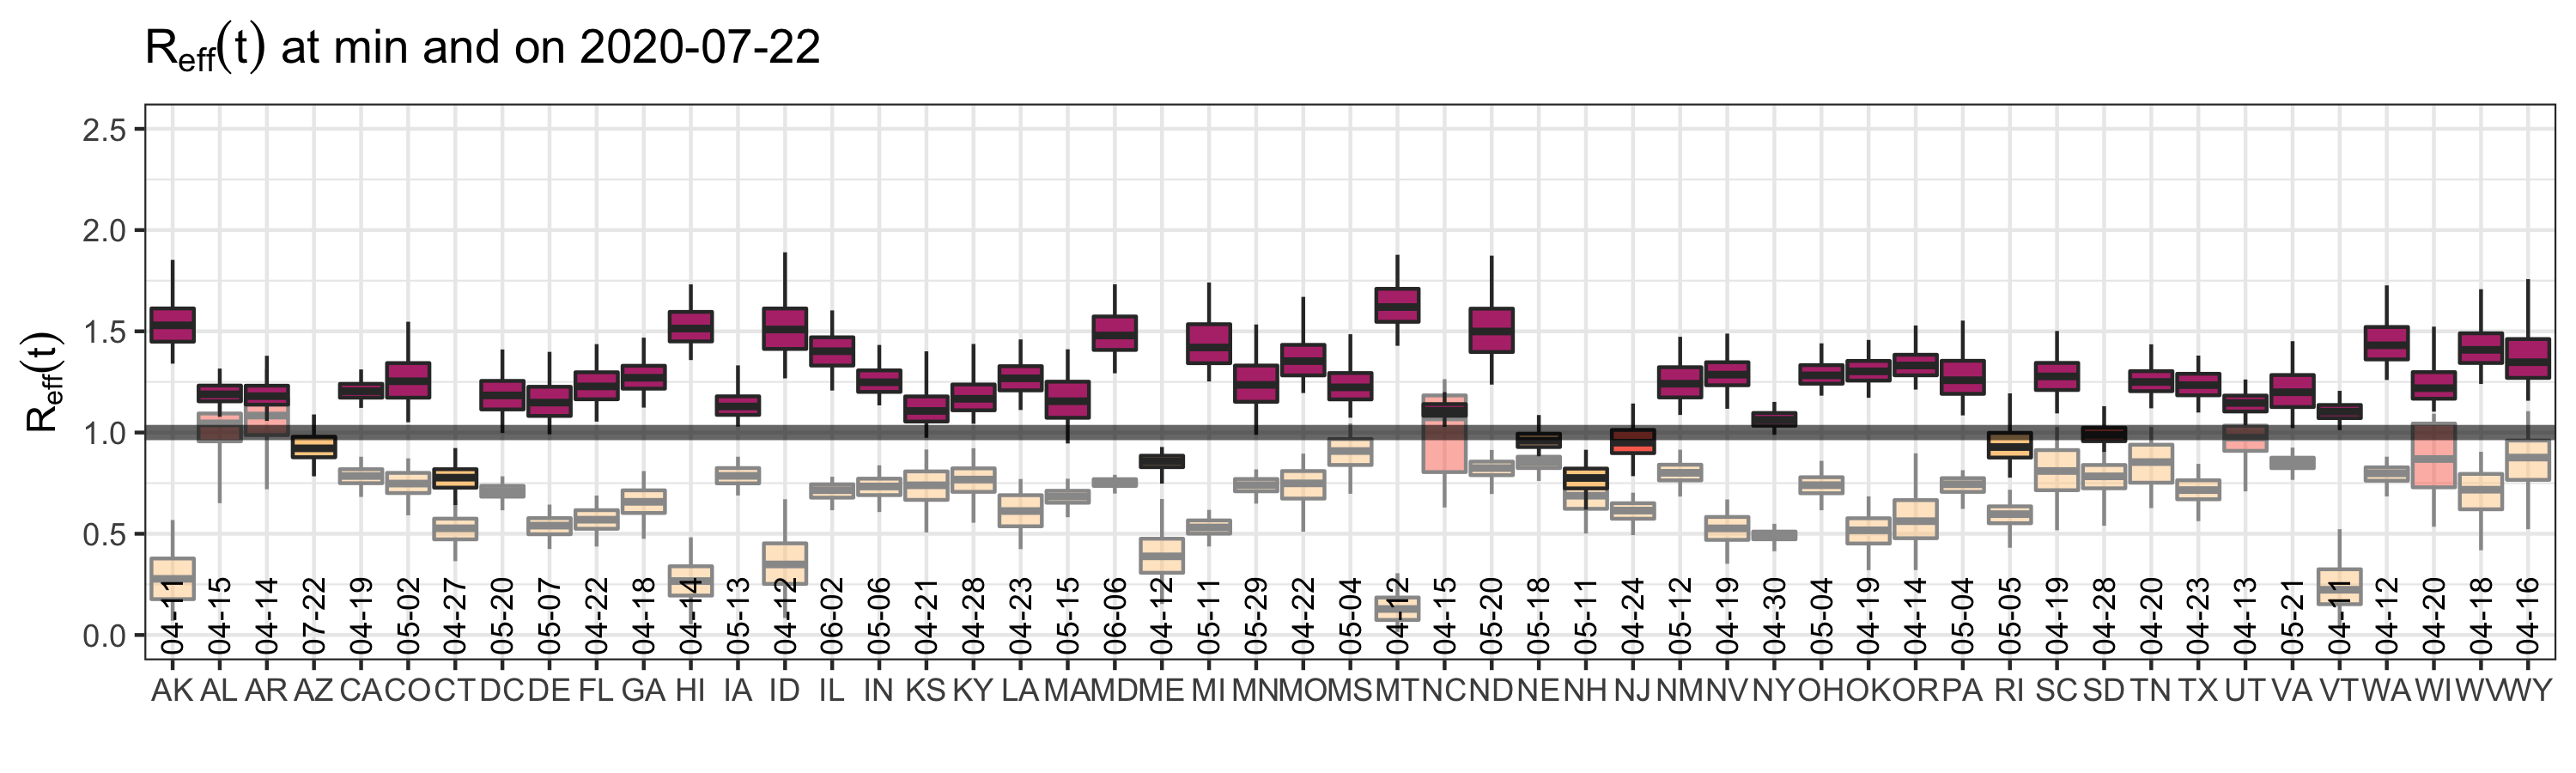 Reff(t) at min and on 2020-07-22
Reff(t)
2.5
2.0
1.5
1.0
0.5
0.0
04-11 04-15 04-14 07-22 04-19 05-02 04-27 05-20 05-07 04-22 04-18 04-14 05-13 04-12 06-02 05-06 04-21 04-28 04-23 05-15 06-06 04-12 05-11 05-29 04-22 05-04 04-12 04-15 05-20 05-18 05-11 04-24 05-12 04-19 04-30 05-04 04-19 04-14 05-04 05-05 04-19 04-28 04-20 04-23 04-13 05-21 04-11 04-12 04-20 04-18 04-16
AK AL AR AZ CA CO CT DC DE FL GA HI IA ID IL IN KS KY LA MA MD ME MI MN MO MS MT NC ND NE NH NJ NM NV NY OH OK OR PA RI SC SD TN TX UT VA VT WA WI WV WY